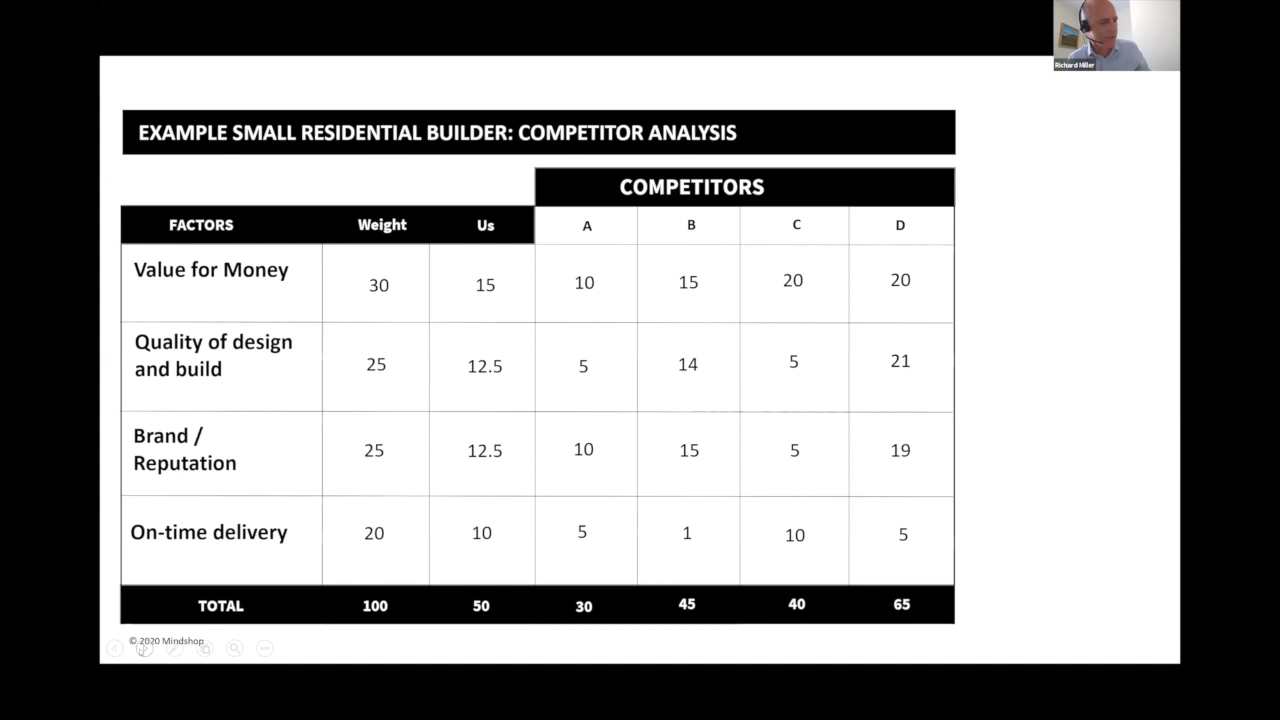 Richard Miller
EXAMPLE SMALL RESIDENTIAL BUILDER: COMPETITOR ANALYSIS
COMPETITORS
FACTORS Weight Us A B C D
Value for Money 30 15 10 15 20 20
Quality of design
and build 25 12.5 5 14 5 21
Brand /
Reputation 25 12.5 10 15 5 19
On-time delivery 20 10 5 1 10 5
TOTAL 100 50 30 45 40 65
© 2020 Mindshop